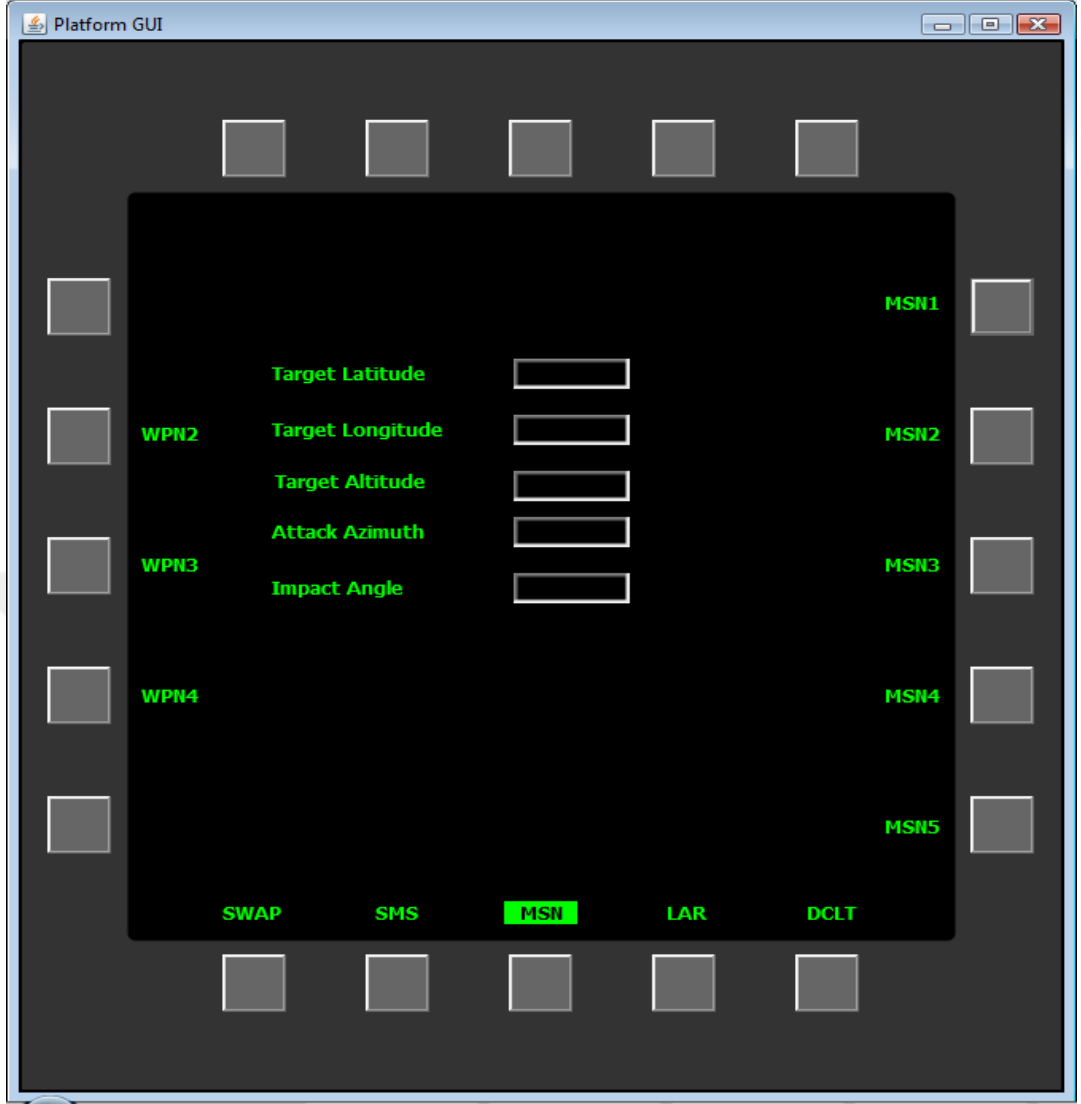 Platform GUI
MSN1
Target Latitude
WPN2 Target Longitude MSN2
Target Altitude
Attack Azimuth
WPN3 MSN3
Impact Angle
WPN4 MSN4
MSN5
SWAP SMS MSN LAR DCLT